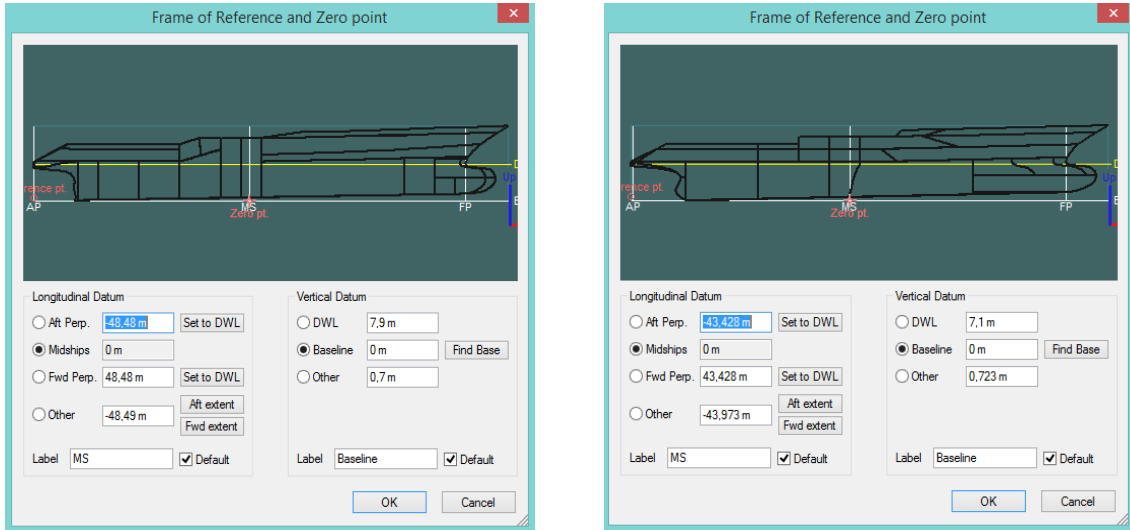 Frame of Reference and Zero point
D
Up
rence pt.
AP
MS
FP
B
Zero pt.
Longitudinal Datum
Aft Perp. -48,48 m Set to DWL
Midships 0 m
Fwd Perp. 48,48 m Set to DWL
Other -48,49 m Aft extent
Fwd extent
Label MS Default
Vertical Datum
DWL 7,9 m
Baseline 0 m Find Base
Other 0,7 m
Label Baseline Default
OK Cancel
Frame of Reference and Zero point
D
Up
rence pt.
AP
MS
FP
B
Zero pt.
Longitudinal Datum
Aft Perp. -43,428 m Set to DWL
Midships 0 m
Fwd Perp. 43,428 m Set to DWL
Other -43,973 m Aft extent
Fwd extent
Label MS Default
Vertical Datum
DWL 7,1 m
Baseline 0 m Find Base
Other 0,723 m
Label Baseline Default
OK Cancel